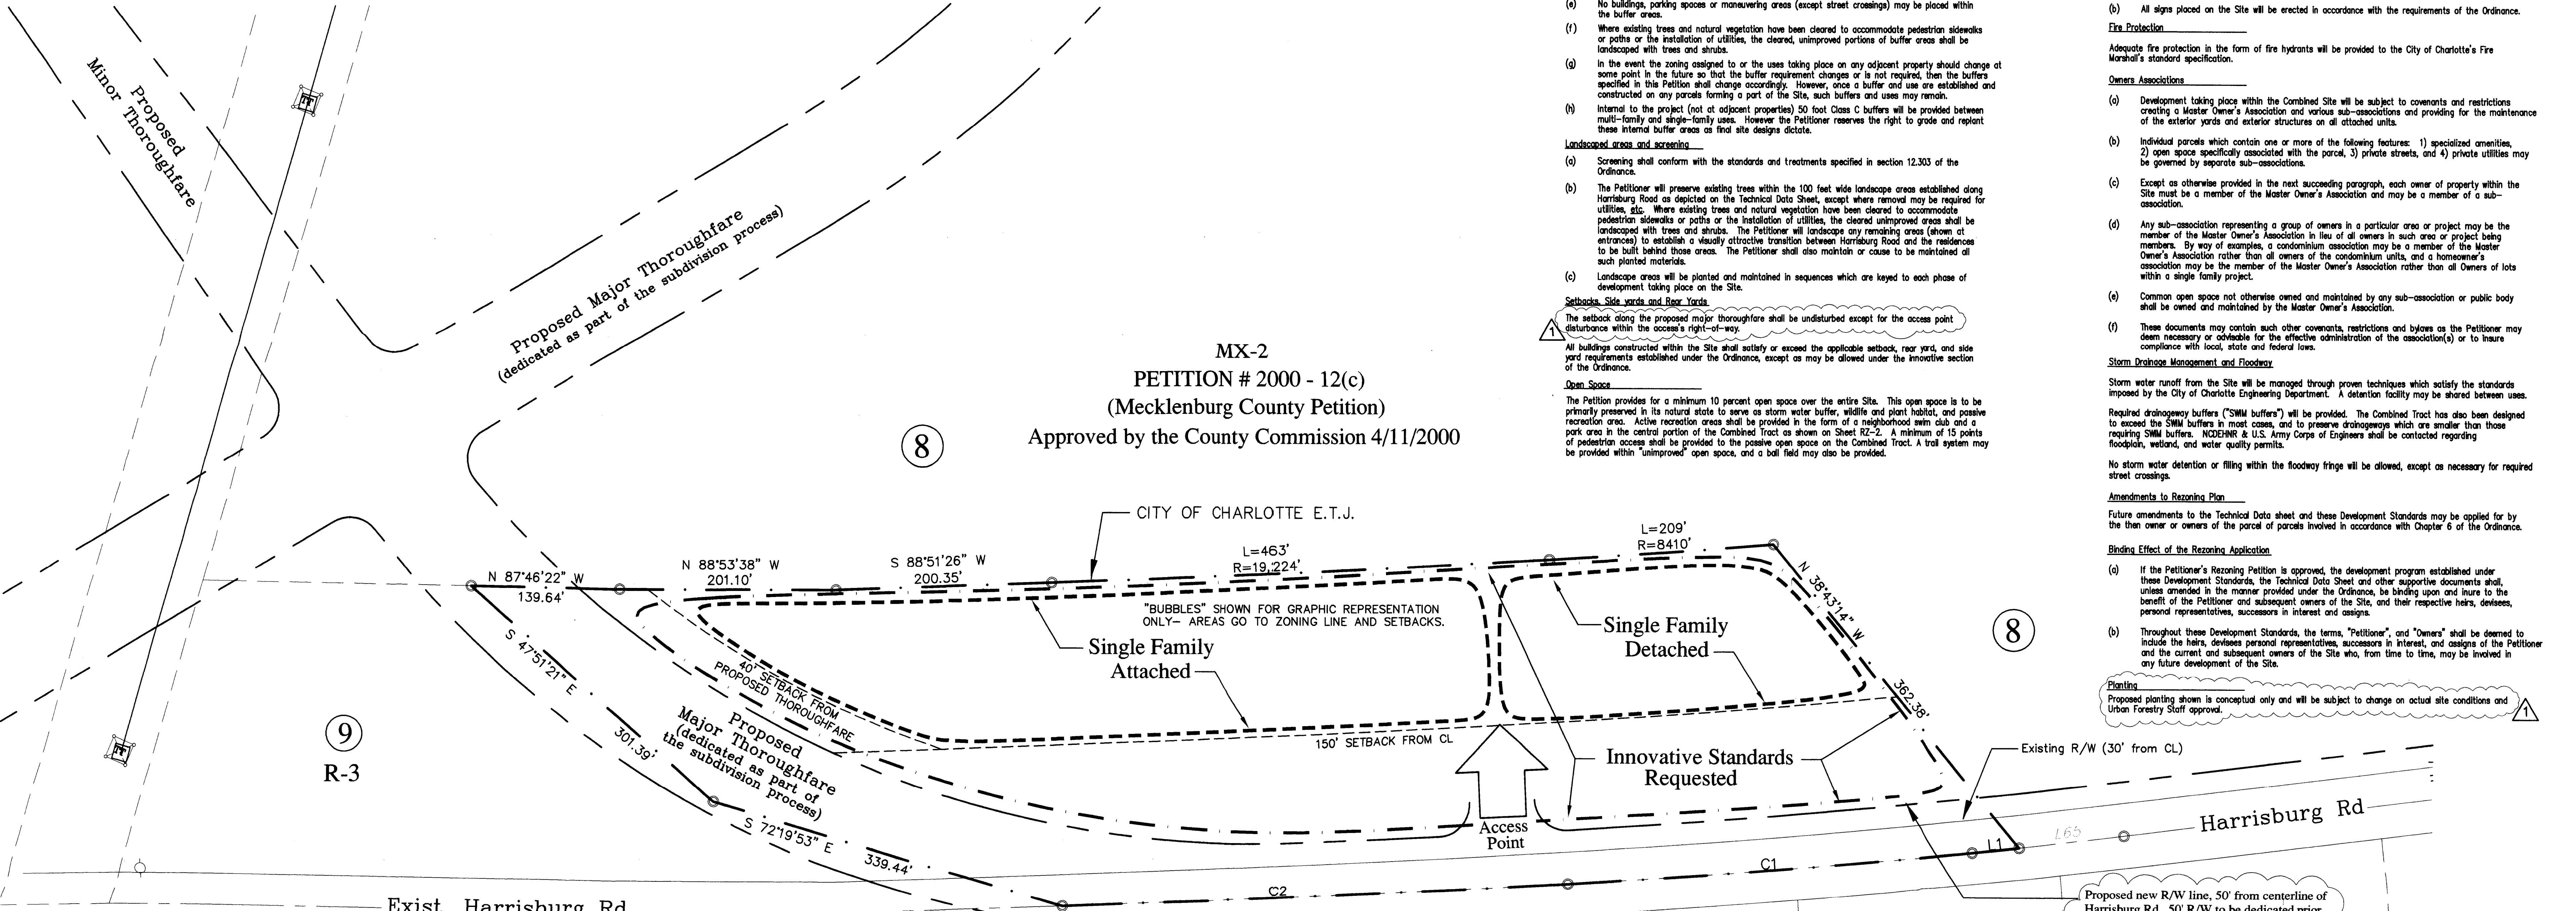 Proposed
Minor Thoroughfare
Proposed Major Thoroughfare
(dedicated as part of the subdivision process)
MX-2
PETITION # 2000 - 12(c)
(Mecklenburg County Petition)
Approved by the County Commission 4/11/2000
8
CITY OF CHARLOTTE E.T.J.
N 87°46'22" W
139.64'
N 88°53'38" W
201.10'
S 88°51'26" W
200.35'
L=463'
R=19,224'
L=209'
R=8410'
N 38°43'14" W
362.38'
8
"BUBBLES" SHOWN FOR GRAPHIC REPRESENTATION
ONLY– AREAS GO TO ZONING LINE AND SETBACKS.
Single Family
Attached
Single Family
Detached
S 47°51'21" E
301.39'
40' SETBACK FROM
PROPOSED THOROUGHFARE
Proposed
Major Thoroughfare
(dedicated as part of
the subdivision process)
150' SETBACK FROM CL
Innovative Standards
Requested
Existing R/W (30' from CL)
9
R-3
S 72°19'53" E
339.44'
Access
Point
Harrisburg Rd
L65
L1
C1
C2
Exist. Harrisburg Rd
Proposed new R/W line, 50' from centerline of
Harrisburg Rd. 50' R/W to be dedicated prior
(e) No buildings, parking spaces or maneuvering areas (except street crossings) may be placed within
the buffer areas.
(f) Where existing trees and natural vegetation have been cleared to accommodate pedestrian sidewalks
or paths or the installation of utilities, the cleared, unimproved portions of buffer areas shall be
landscaped with trees and shrubs.
(g) In the event the zoning assigned to or the uses taking place on any adjacent property should change at
some point in the future so that the buffer requirement changes or is not required, then the buffers
specified in this Petition shall change accordingly. However, once a buffer and use are established and
constructed on any parcels forming a part of the Site, such buffers and uses may remain.
(h) Internal to the project (not at adjacent properties) 50 foot Class C buffers will be provided between
multi-family and single-family uses. However the Petitioner reserves the right to grade and replant
these internal buffer areas as final site designs dictate.
Landscaped areas and screening
(a) Screening shall conform with the standards and treatments specified in section 12.303 of the
Ordinance.
(b) The Petitioner will preserve existing trees within the 100 feet wide landscape areas established along
Harrisburg Road as depicted on the Technical Data Sheet, except where removal may be required for
utilities, etc. Where existing trees and natural vegetation have been cleared to accommodate
pedestrian sidewalks or paths or the installation of utilities, the cleared unimproved areas shall be
landscaped with trees and shrubs. The Petitioner will landscape any remaining areas (shown at
entrances) to establish a visually attractive transition between Harrisburg Road and the residences
to be built behind those areas. The Petitioner shall also maintain or cause to be maintained all
such planted materials.
(c) Landscape areas will be planted and maintained in sequences which are keyed to each phase of
development taking place on the Site.
Setbacks, Side yards and Rear Yards
The setback along the proposed major thoroughfare shall be undisturbed except for the access point
disturbance within the access's right-of-way.
1
All buildings constructed within the Site shall satisfy or exceed the applicable setback, rear yard, and side
yard requirements established under the Ordinance, except as may be allowed under the innovative section
of the Ordinance.
Open Space
The Petition provides for a minimum 10 percent open space over the entire Site. This open space is to be
primarily preserved in its natural state to serve as storm water buffer, wildlife and plant habitat, and passive
recreation area. Active recreation areas shall be provided in the form of a neighborhood swim club and a
park area in the central portion of the Combined Tract as shown on Sheet RZ-2. A minimum of 15 points
of pedestrian access shall be provided to the passive open space on the Combined Tract. A trail system may
be provided within "unimproved" open space, and a ball field may also be provided.
(b) All signs placed on the Site will be erected in accordance with the requirements of the Ordinance.
Fire Protection
Adequate fire protection in the form of fire hydrants will be provided to the City of Charlotte's Fire
Marshall's standard specification.
Owners Associations
(a) Development taking place within the Combined Site will be subject to covenants and restrictions
creating a Master Owner's Association and various sub-associations and providing for the maintenance
of the exterior yards and exterior structures on all attached units.
(b) Individual parcels which contain one or more of the following features: 1) specialized amenities,
2) open space specifically associated with the parcel, 3) private streets, and 4) private utilities may
be governed by separate sub-associations.
(c) Except as otherwise provided in the next succeeding paragraph, each owner of property within the
Site must be a member of the Master Owner's Association and may be a member of a sub-
association.
(d) Any sub-association representing a group of owners in a particular area or project may be the
member of the Master Owner's Association in lieu of all owners in such area or project being
members. By way of examples, a condominium association may be a member of the Master
Owner's Association rather than all owners of the condominium units, and a homeowner's
association may be the member of the Master Owner's Association rather than all Owners of lots
within a single family project.
(e) Common open space not otherwise owned and maintained by any sub-association or public body
shall be owned and maintained by the Master Owner's Association.
(f) These documents may contain such other covenants, restrictions and bylaws as the Petitioner may
deem necessary or advisable for the effective administration of the association(s) or to insure
compliance with local, state and federal laws.
Storm Drainage Management and Floodway
Storm water runoff from the Site will be managed through proven techniques which satisfy the standards
imposed by the City of Charlotte Engineering Department. A detention facility may be shared between uses.
Required drainageway buffers ("SWIM buffers") will be provided. The Combined Tract has also been designed
to exceed the SWIM buffers in most cases, and to preserve drainageways which are smaller than those
requiring SWIM buffers. NCDEHNR & U.S. Army Corps of Engineers shall be contacted regarding
floodplain, wetland, and water quality permits.
No storm water detention or filling within the floodway fringe will be allowed, except as necessary for required
street crossings.
Amendments to Rezoning Plan
Future amendments to the Technical Data sheet and these Development Standards may be applied for by
the then owner or owners of the parcel of parcels involved in accordance with Chapter 6 of the Ordinance.
Binding Effect of the Rezoning Application
(a) If the Petitioner's Rezoning Petition is approved, the development program established under
these Development Standards, the Technical Data Sheet and other supportive documents shall,
unless amended in the manner provided under the Ordinance, be binding upon and inure to the
benefit of the Petitioner and subsequent owners of the Site, and their respective heirs, devisees,
personal representatives, successors in interest and assigns.
(b) Throughout these Development Standards, the terms, "Petitioner", and "Owners" shall be deemed to
include the heirs, devisees personal representatives, successors in interest, and assigns of the Petitioner
and the current and subsequent owners of the Site who, from time to time, may be involved in
any future development of the Site.
Planting
Proposed planting shown is conceptual only and will be subject to change on actual site conditions and
Urban Forestry Staff approval.
1